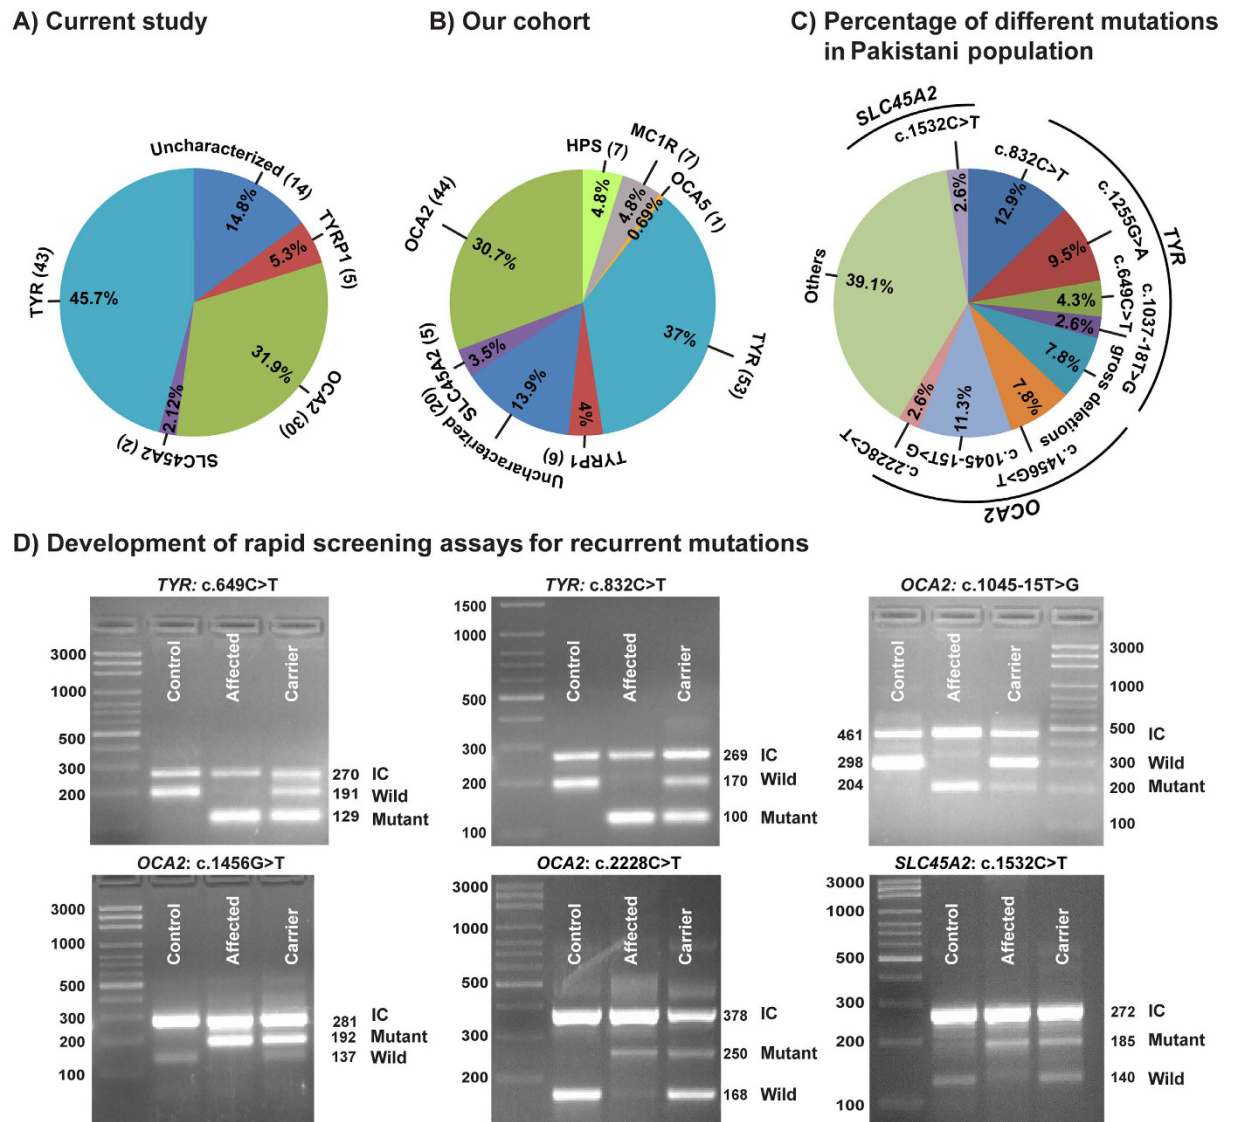 A) Current study
Uncharacterized (14)
14.8%
TYRP1 (5)
5.3%
OCA2 (30)
31.9%
SLC45A2 (2)
2.12%
TYR (43)
45.7%
B) Our cohort
HPS (7)
4.8%
MC1R (7)
4.8%
OCA5 (1)
0.69%
TYR (53)
37%
TYRP1 (6)
4%
Uncharacterized (20)
13.9%
SLC45A2 (5)
3.5%
OCA2 (44)
30.7%
C) Percentage of different mutations
in Pakistani population
SLC45A2
c.1532C>T
2.6%
TYR
c.832C>T
12.9%
c.1255G>A
9.5%
c.649C>T
4.3%
c.1037-18T>G
2.6%
gross deletions
7.8%
OCA2
c.1456G>T
7.8%
c.1045-15T>G
11.3%
c.2228C>T
2.6%
Others
39.1%
D) Development of rapid screening assays for recurrent mutations
TYR: c.649C>T
3000
1000
500
300
200
Control
Affected
Carrier
270 IC
191 Wild
129 Mutant
TYR: c.832C>T
1500
1000
500
300
200
100
Control
Affected
Carrier
269 IC
170 Wild
100 Mutant
OCA2: c.1045-15T>G
461
298
204
Control
Affected
Carrier
3000
1000
500
300
200
100
IC
Wild
Mutant
OCA2: c.1456G>T
3000
1000
500
300
200
100
Control
Affected
Carrier
281 IC
192 Mutant
137 Wild
OCA2: c.2228C>T
3000
1000
500
300
200
Control
Affected
Carrier
378 IC
250 Mutant
168 Wild
SLC45A2: c.1532C>T
3000
1000
500
300
200
100
Control
Affected
Carrier
272 IC
185 Mutant
140 Wild